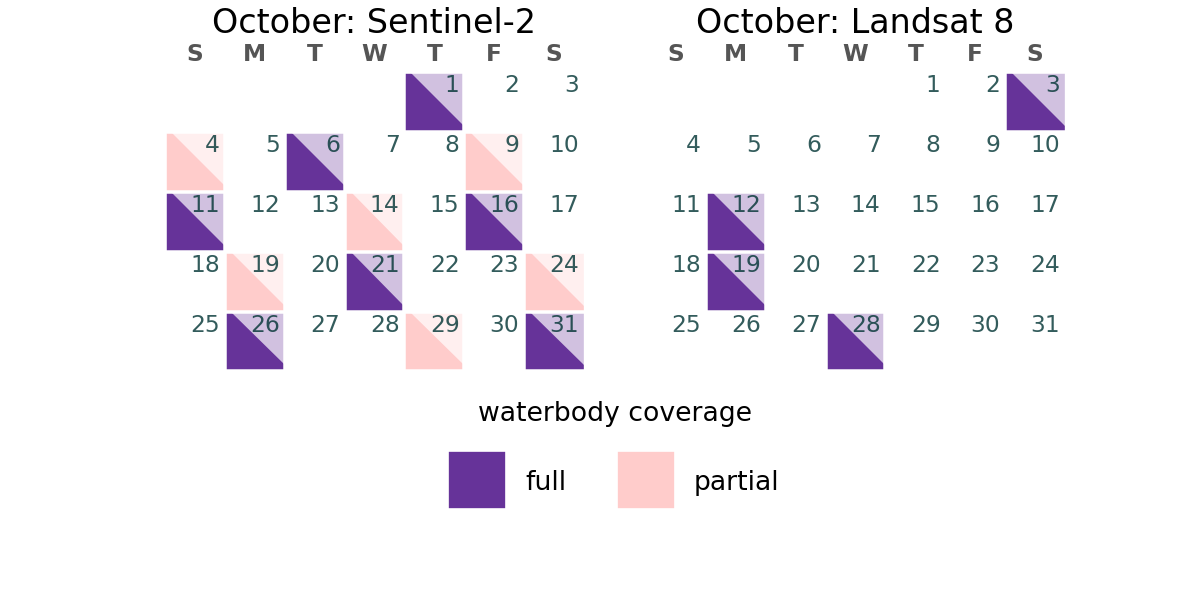 October: Sentinel-2
S M T W T F S
1 2 3
4 5 6 7 8 9 10
11 12 13 14 15 16 17
18 19 20 21 22 23 24
25 26 27 28 29 30 31
October: Landsat 8
S M T W T F S
1 2 3
4 5 6 7 8 9 10
11 12 13 14 15 16 17
18 19 20 21 22 23 24
25 26 27 28 29 30 31
waterbody coverage
full partial